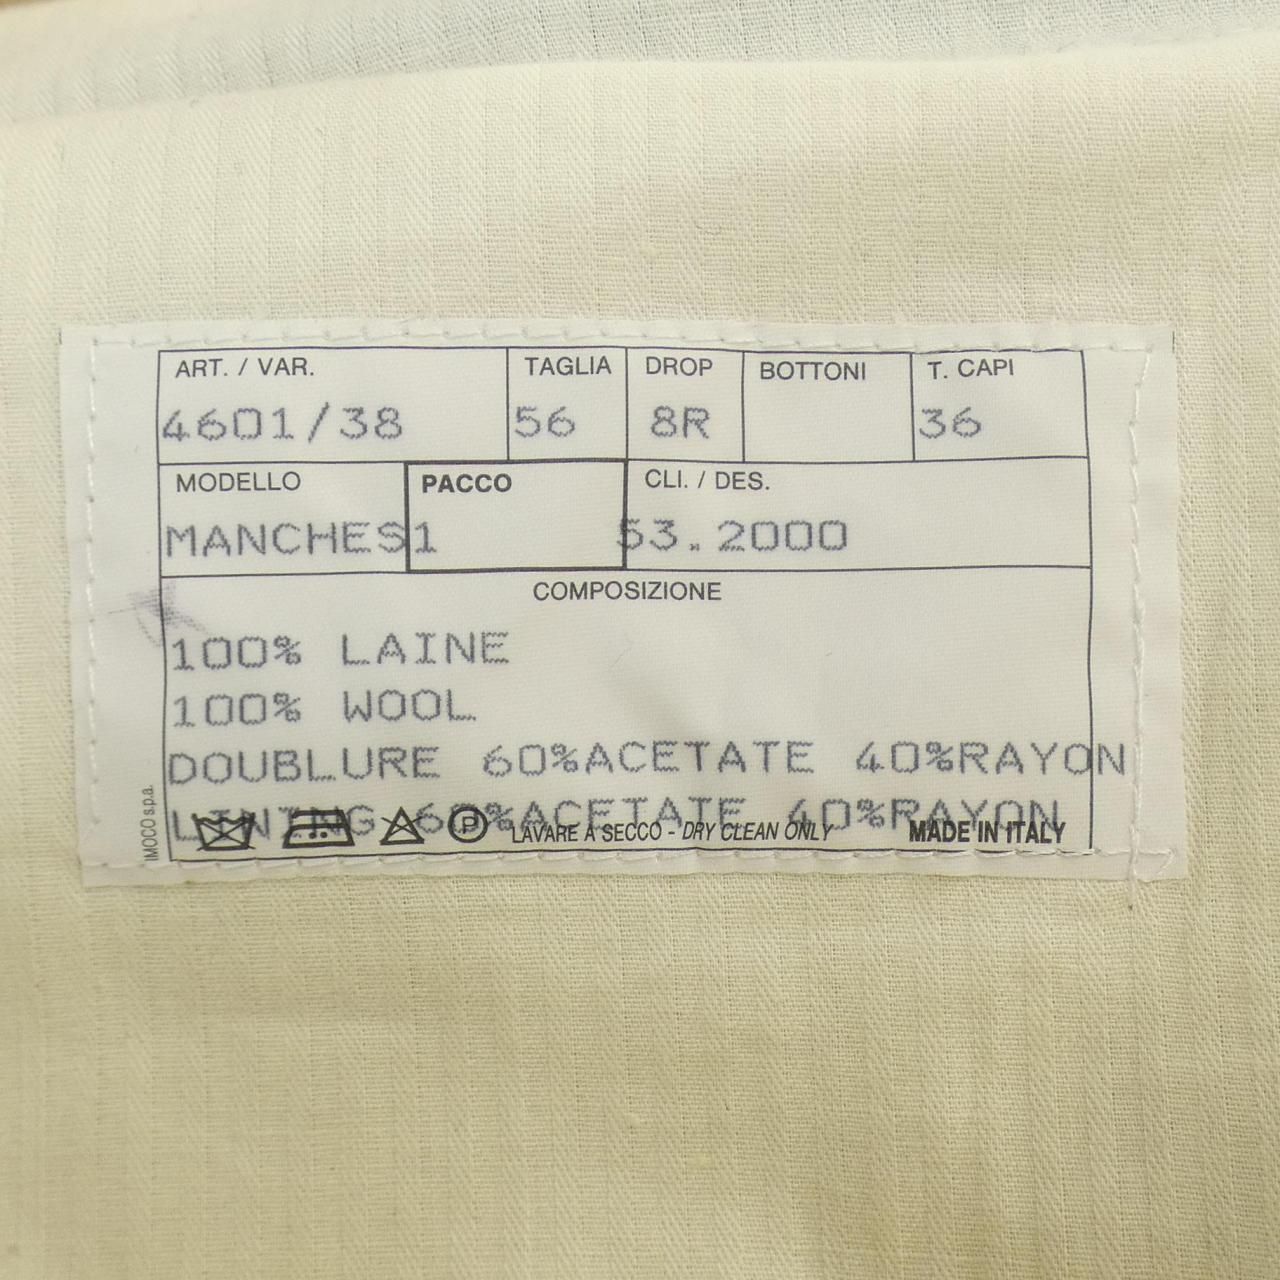 ART. / VAR. TAGLIA DROP BOTTONI T. CAPI
4601/38 56 8R 36
MODELLO PACCO CLI. / DES.
MANCHES1 53.2000
COMPOSIZIONE
100% LAINE
100% WOOL
DOUBLURE 60%ACETATE 40%RAYON
LINING 60%ACETATE 40%RAYON
P LAVARE A SECCO - DRY CLEAN ONLY MADE IN ITALY
IMOCO s.p.a.